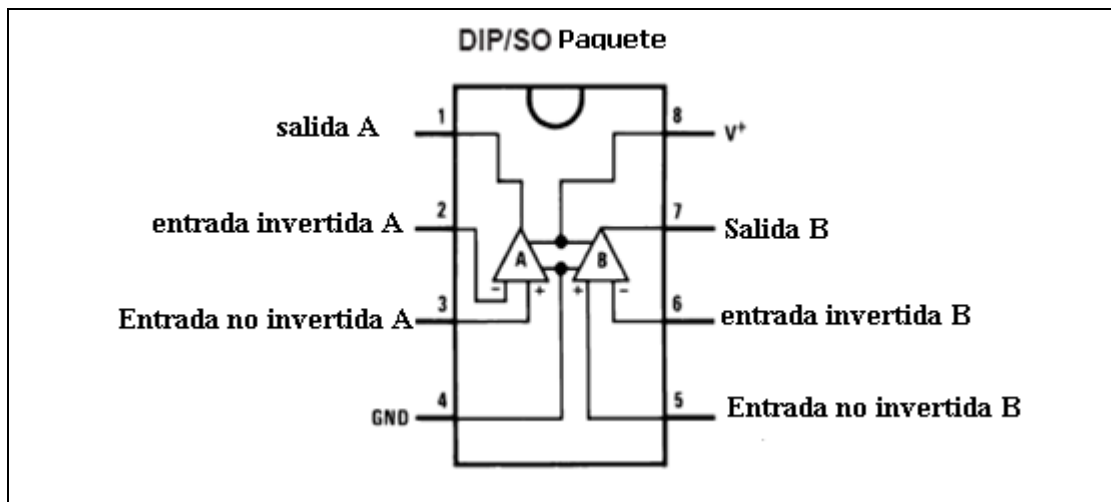 DIP/SO Paquete
1
salida A
8
V+
2
entrada invertida A
7
Salida B
A
B
-
+
+
-
3
Entrada no invertida A
6
entrada invertida B
4
GND
5
Entrada no invertida B